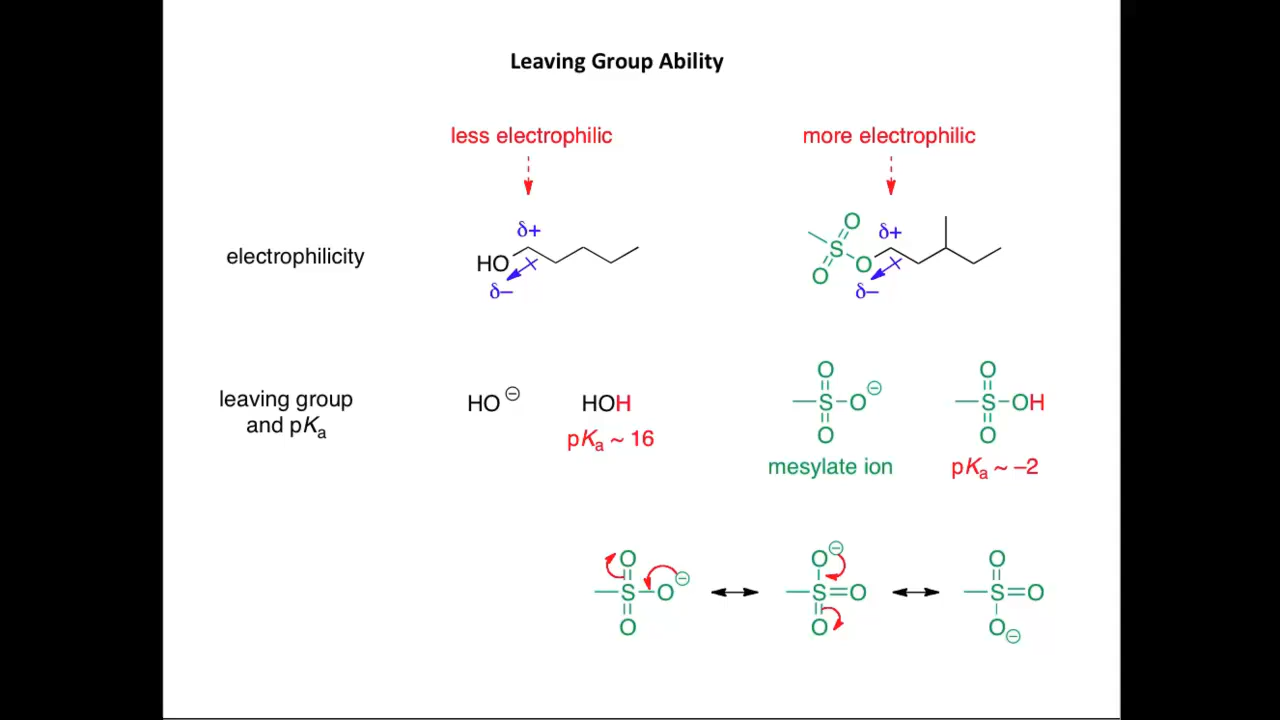 Leaving Group Ability
less electrophilic
more electrophilic
electrophilicity
δ+
HO
δ−
O
S
O
O
δ+
δ−
leaving group
and pKa
HO ⊖
HOH
pKa ~ 16
O
S–O ⊖
O
mesylate ion
O
S–OH
O
pKa ~ –2
O
S–O ⊖
O
O ⊖
S=O
O
O
S=O
O ⊖